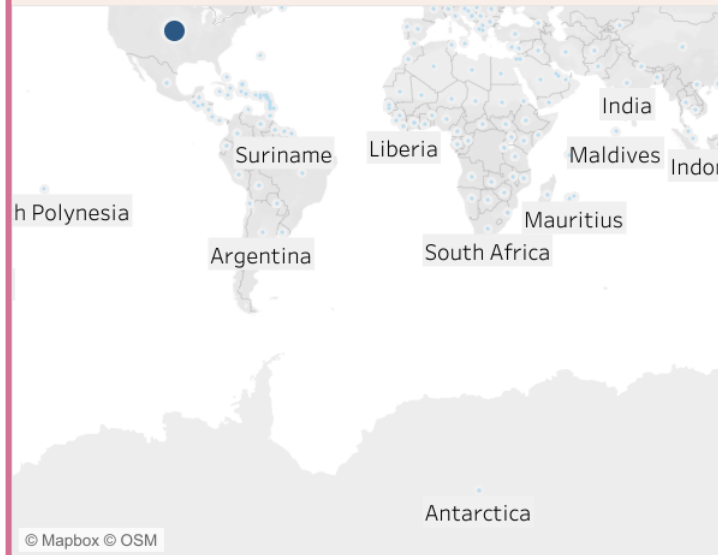 India
Suriname
Liberia
Maldives
Indon
h Polynesia
Mauritius
Argentina
South Africa
Antarctica
© Mapbox © OSM